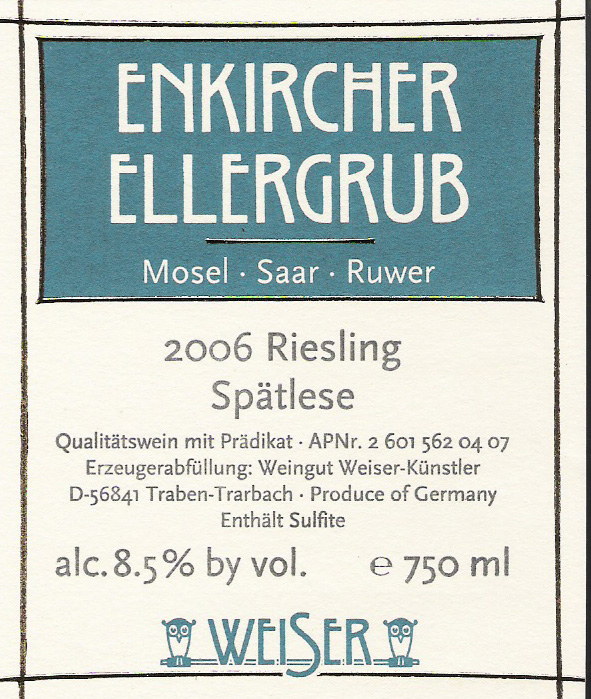 ENKIRCHER
ELLERGRUB
Mosel · Saar · Ruwer
2006 Riesling
Spätlese
Qualitätswein mit Prädikat · APNr. 2 601 562 04 07
Erzeugerabfüllung: Weingut Weiser-Künstler
D-56841 Traben-Trarbach · Produce of Germany
Enthält Sulfite
alc. 8.5% by vol. ℮ 750 ml
WEISER